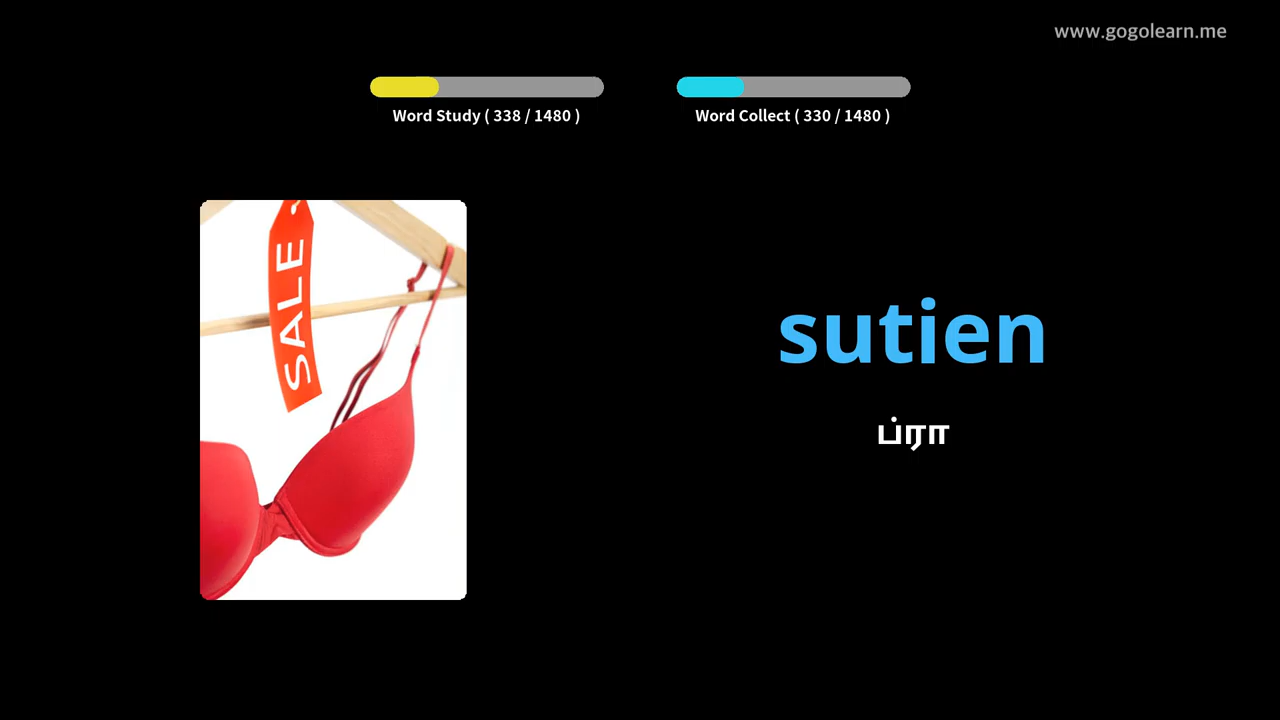 www.gogolearn.me
Word Study ( 338 / 1480 )
Word Collect ( 330 / 1480 )
SALE
sutien
ப்ரா